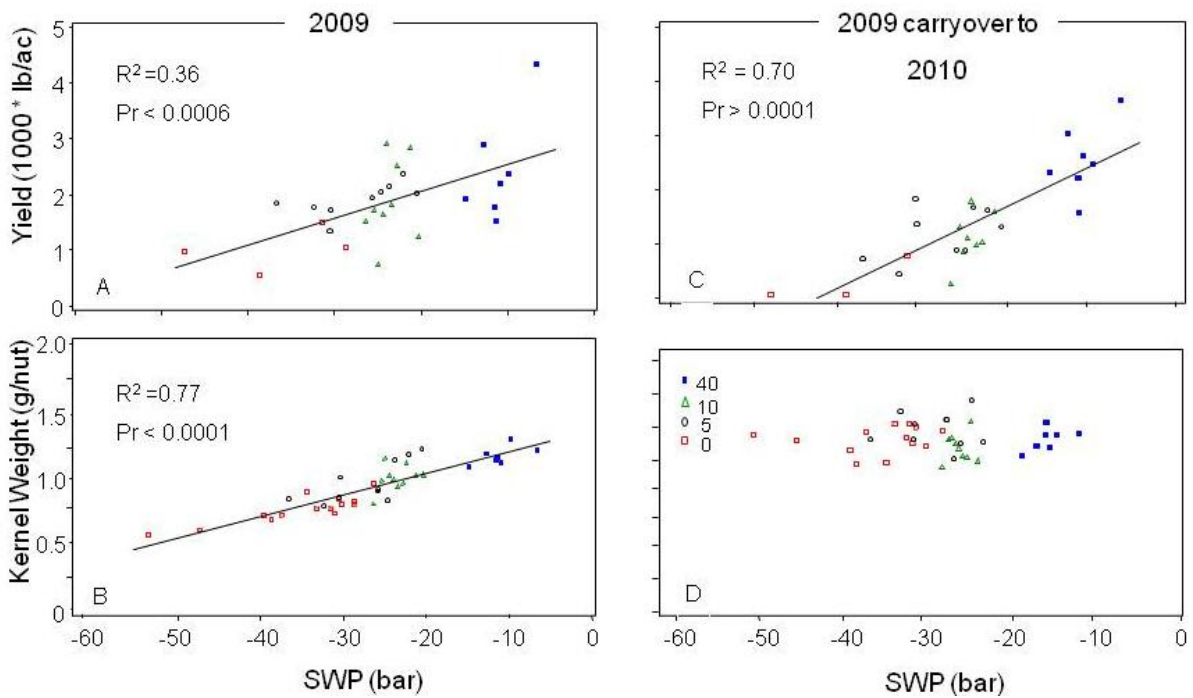 2009
2009 carryover to
2010
Yield (1000 * lb/ac)
5
4
3
2
1
0
R² =0.36
Pr < 0.0006
A
R² = 0.70
Pr > 0.0001
C
Kernel Weight (g/nut)
2.0
1.5
1.0
0.5
0
R² =0.77
Pr < 0.0001
B
40
10
5
0
D
-60 -50 -40 -30 -20 -10 0
SWP (bar)
-60 -50 -40 -30 -20 -10 0
SWP (bar)